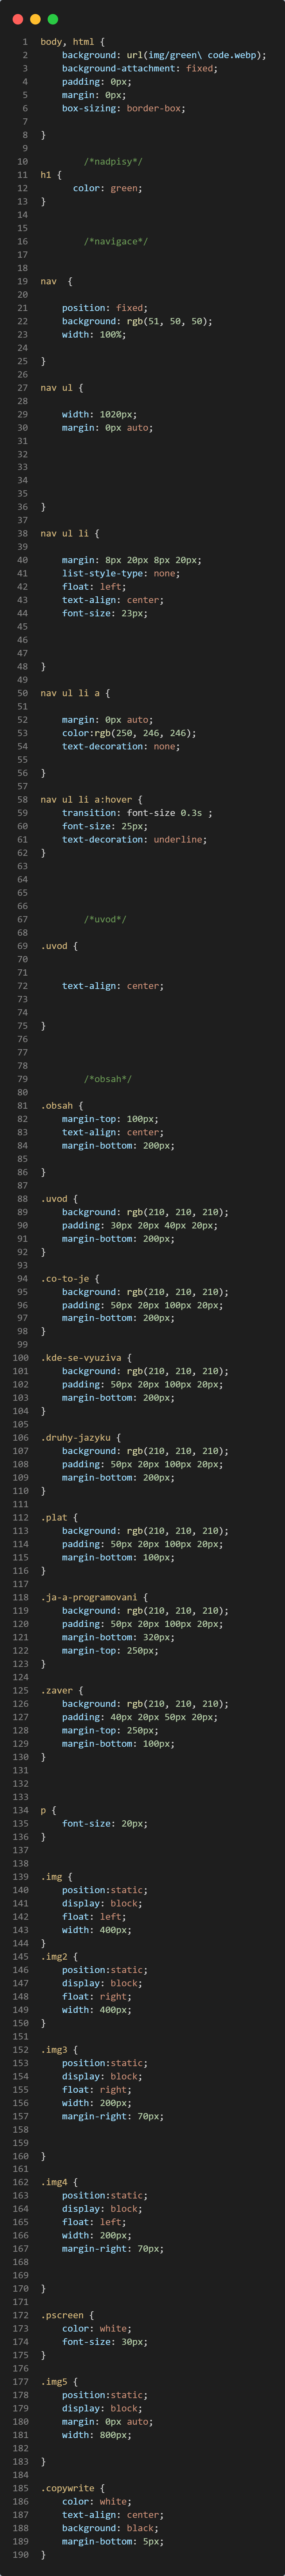 1 body, html {
2 background: url(img/green\ code.webp);
3 background-attachment: fixed;
4 padding: 0px;
5 margin: 0px;
6 box-sizing: border-box;
7
8 }
9
10 /*nadpisy*/
11 h1 {
12 color: green;
13 }
14
15
16 /*navigace*/
17
18
19 nav  {
20
21 position: fixed;
22 background: rgb(51, 50, 50);
23 width: 100%;
24
25 }
26
27 nav ul {
28
29 width: 1020px;
30 margin: 0px auto;
31
32
33
34
35
36 }
37
38 nav ul li {
39
40 margin: 8px 20px 8px 20px;
41 list-style-type: none;
42 float: left;
43 text-align: center;
44 font-size: 23px;
45
46
47
48 }
49
50 nav ul li a {
51
52 margin: 0px auto;
53 color:rgb(250, 246, 246);
54 text-decoration: none;
55
56 }
57
58 nav ul li a:hover {
59 transition: font-size 0.3s ;
60 font-size: 25px;
61 text-decoration: underline;
62 }
63
64
65
66
67 /*uvod*/
68
69 .uvod {
70
71
72 text-align: center;
73
74
75 }
76
77
78
79 /*obsah*/
80
81 .obsah {
82 margin-top: 100px;
83 text-align: center;
84 margin-bottom: 200px;
85
86 }
87
88 .uvod {
89 background: rgb(210, 210, 210);
90 padding: 30px 20px 40px 20px;
91 margin-bottom: 200px;
92 }
93
94 .co-to-je {
95 background: rgb(210, 210, 210);
96 padding: 50px 20px 100px 20px;
97 margin-bottom: 200px;
98 }
99
100 .kde-se-vyuziva {
101 background: rgb(210, 210, 210);
102 padding: 50px 20px 100px 20px;
103 margin-bottom: 200px;
104 }
105
106 .druhy-jazyku {
107 background: rgb(210, 210, 210);
108 padding: 50px 20px 100px 20px;
109 margin-bottom: 200px;
110 }
111
112 .plat {
113 background: rgb(210, 210, 210);
114 padding: 50px 20px 100px 20px;
115 margin-bottom: 100px;
116 }
117
118 .ja-a-programovani {
119 background: rgb(210, 210, 210);
120 padding: 50px 20px 100px 20px;
121 margin-bottom: 320px;
122 margin-top: 250px;
123 }
124
125 .zaver {
126 background: rgb(210, 210, 210);
127 padding: 40px 20px 50px 20px;
128 margin-top: 250px;
129 margin-bottom: 100px;
130 }
131
132
133
134 p {
135 font-size: 20px;
136 }
137
138
139 .img {
140 position:static;
141 display: block;
142 float: left;
143 width: 400px;
144 }
145 .img2 {
146 position:static;
147 display: block;
148 float: right;
149 width: 400px;
150 }
151
152 .img3 {
153 position:static;
154 display: block;
155 float: right;
156 width: 200px;
157 margin-right: 70px;
158
159
160 }
161
162 .img4 {
163 position:static;
164 display: block;
165 float: left;
166 width: 200px;
167 margin-right: 70px;
168
169
170 }
171
172 .pscreen {
173 color: white;
174 font-size: 30px;
175 }
176
177 .img5 {
178 position:static;
179 display: block;
180 margin: 0px auto;
181 width: 800px;
182
183 }
184
185 .copywrite {
186 color: white;
187 text-align: center;
188 background: black;
189 margin-bottom: 5px;
190 }